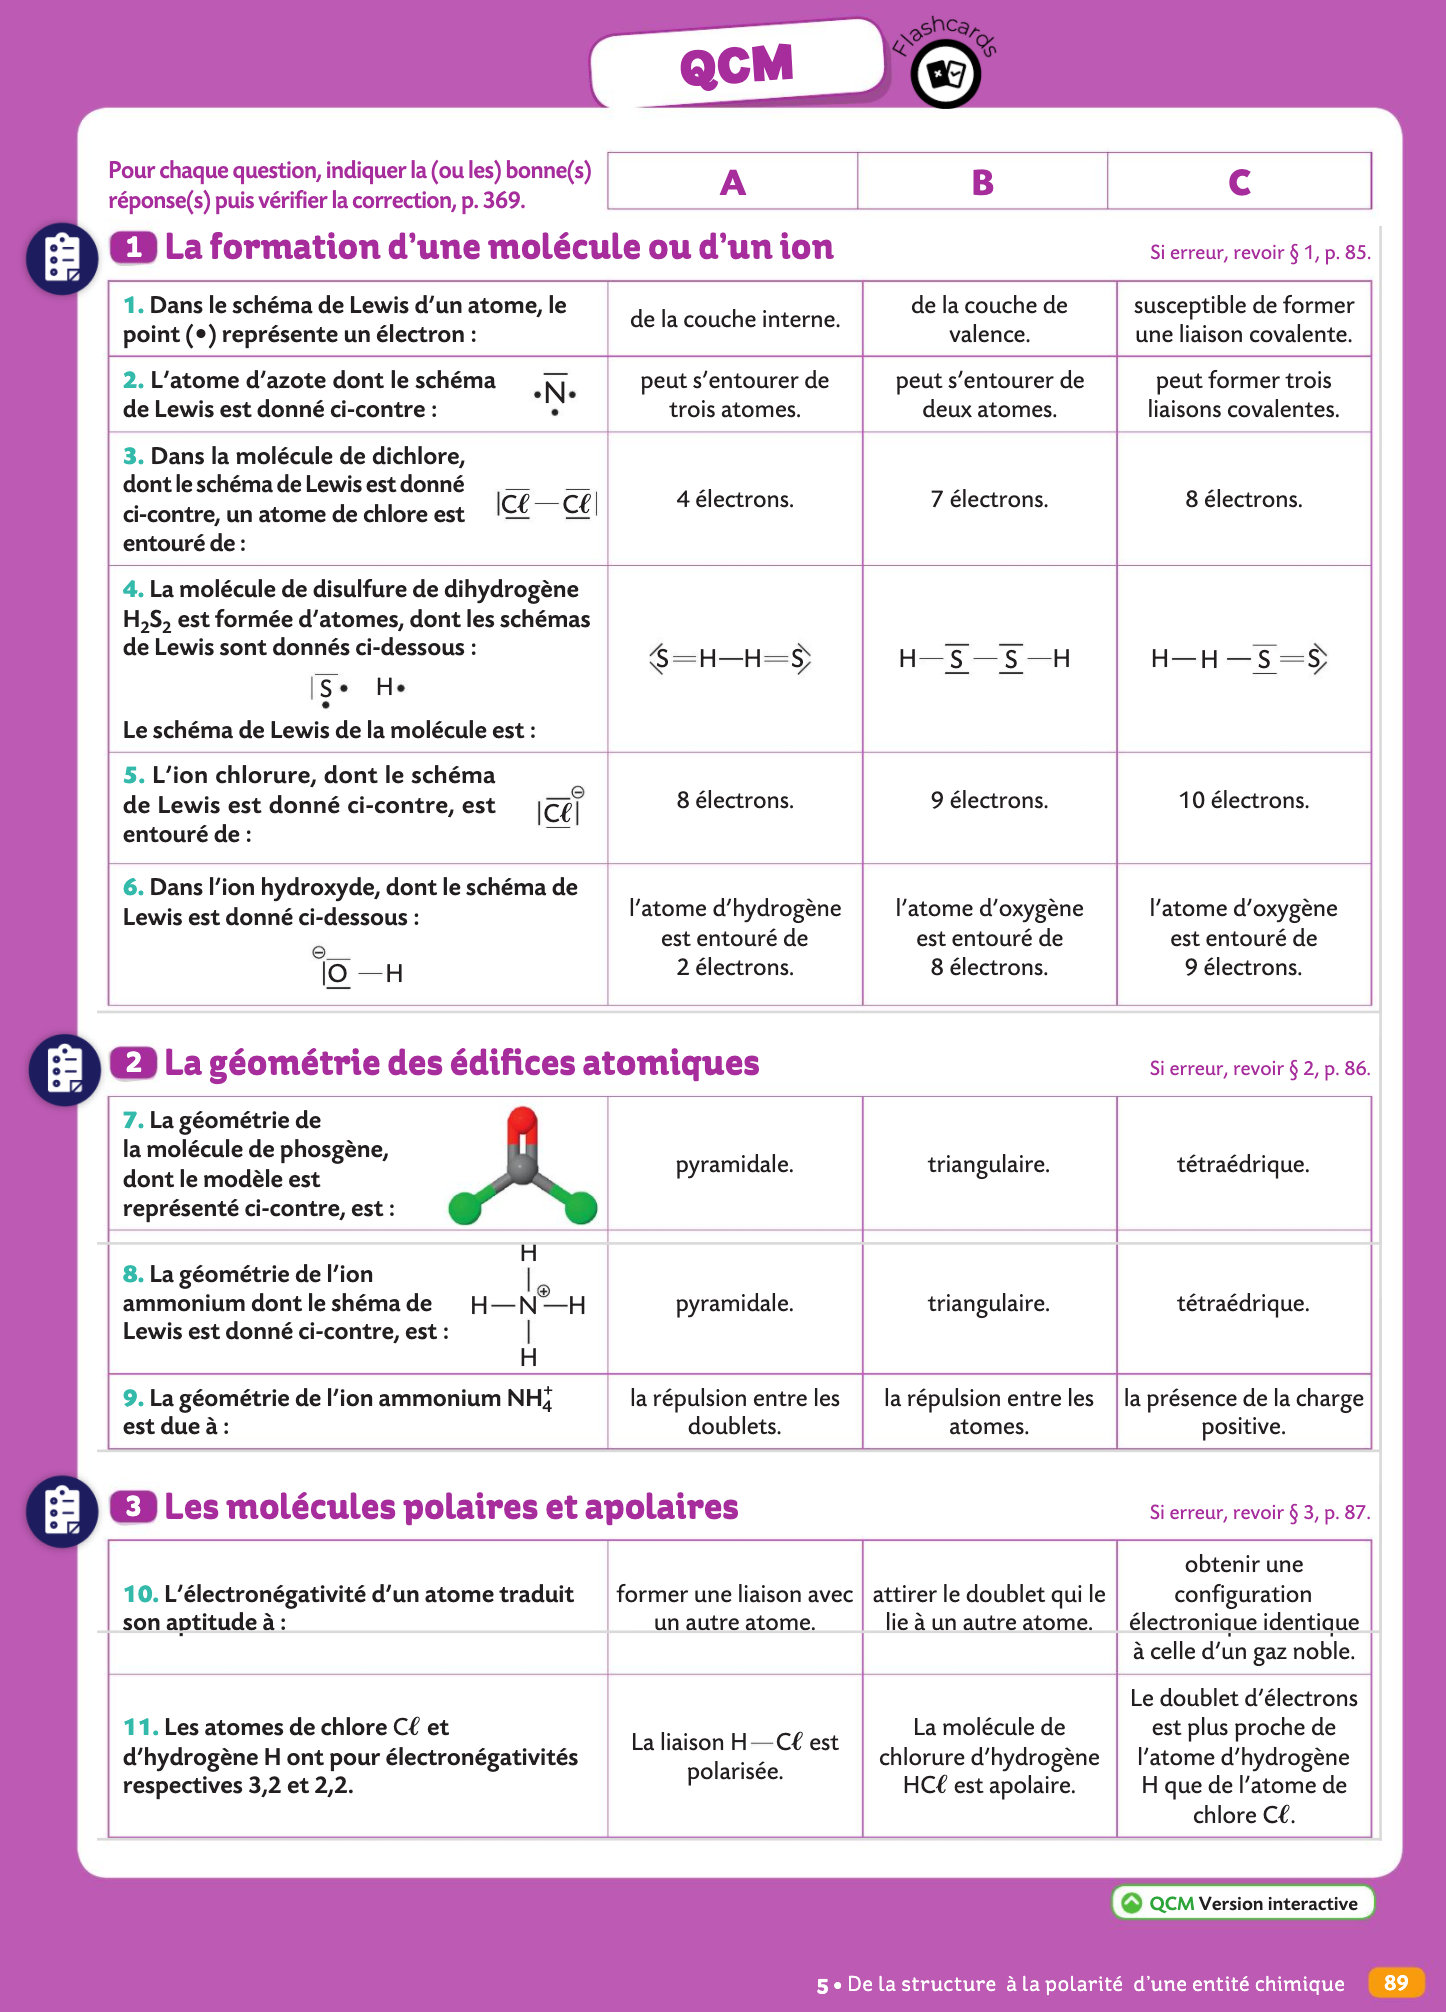 QCM
Flashcards
Pour chaque question, indiquer la (ou les) bonne(s)
réponse(s) puis vérifier la correction, p. 369.
A
B
C
1 La formation d'une molécule ou d'un ion
Si erreur, revoir § 1, p. 85.
1. Dans le schéma de Lewis d'un atome, le
point (•) représente un électron :
de la couche interne.
de la couche de
valence.
susceptible de former
une liaison covalente.
2. L'atome d'azote dont le schéma
de Lewis est donné ci-contre :
•N•
•
peut s'entourer de
trois atomes.
peut s'entourer de
deux atomes.
peut former trois
liaisons covalentes.
3. Dans la molécule de dichlore,
dont le schéma de Lewis est donné
ci-contre, un atome de chlore est
entouré de :
|Cℓ — Cℓ|
4 électrons.
7 électrons.
8 électrons.
4. La molécule de disulfure de dihydrogène
H₂S₂ est formée d'atomes, dont les schémas
de Lewis sont donnés ci-dessous :
|S• H•
•
Le schéma de Lewis de la molécule est :
S=H—H=S
H—S—S—H
H—H—S=S
5. L'ion chlorure, dont le schéma
de Lewis est donné ci-contre, est
entouré de :
|Cℓ|⊖
8 électrons.
9 électrons.
10 électrons.
6. Dans l'ion hydroxyde, dont le schéma de
Lewis est donné ci-dessous :
⊖|O—H
l'atome d'hydrogène
est entouré de
2 électrons.
l'atome d'oxygène
est entouré de
8 électrons.
l'atome d'oxygène
est entouré de
9 électrons.
2 La géométrie des édifices atomiques
Si erreur, revoir § 2, p. 86.
7. La géométrie de
la molécule de phosgène,
dont le modèle est
représenté ci-contre, est :
pyramidale.
triangulaire.
tétraédrique.
8. La géométrie de l'ion
ammonium dont le shéma de
Lewis est donné ci-contre, est :
H
|
H—N⊕—H
|
H
pyramidale.
triangulaire.
tétraédrique.
9. La géométrie de l'ion ammonium NH₄⁺
est due à :
la répulsion entre les
doublets.
la répulsion entre les
atomes.
la présence de la charge
positive.
3 Les molécules polaires et apolaires
Si erreur, revoir § 3, p. 87.
10. L'électronégativité d'un atome traduit
son aptitude à :
former une liaison avec
un autre atome.
attirer le doublet qui le
lie à un autre atome.
obtenir une
configuration
électronique identique
à celle d'un gaz noble.
11. Les atomes de chlore Cℓ et
d'hydrogène H ont pour électronégativités
respectives 3,2 et 2,2.
La liaison H—Cℓ est
polarisée.
La molécule de
chlorure d'hydrogène
HCℓ est apolaire.
Le doublet d'électrons
est plus proche de
l'atome d'hydrogène
H que de l'atome de
chlore Cℓ.
QCM Version interactive
5 • De la structure à la polarité d'une entité chimique
89